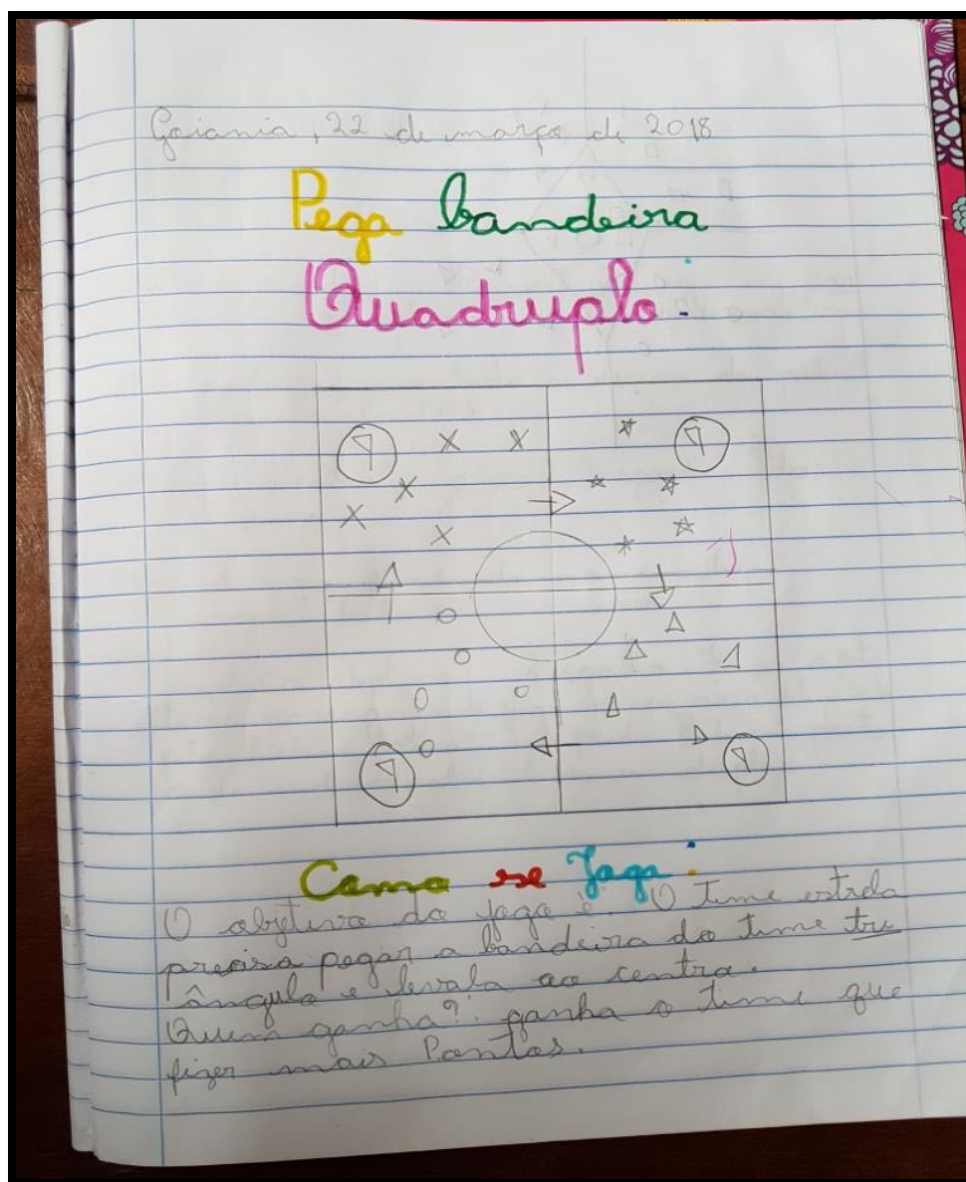 Goiania, 22 de março de 2018
Pega bandeira
Quadruplo:
Como se Joga:
O objetivo do jogo é. O Time estrela
precisa pegar a bandeira do time tri
ângulo e levala ao centro.
Quem ganha? ganha o time que
fizer mais Pontos.